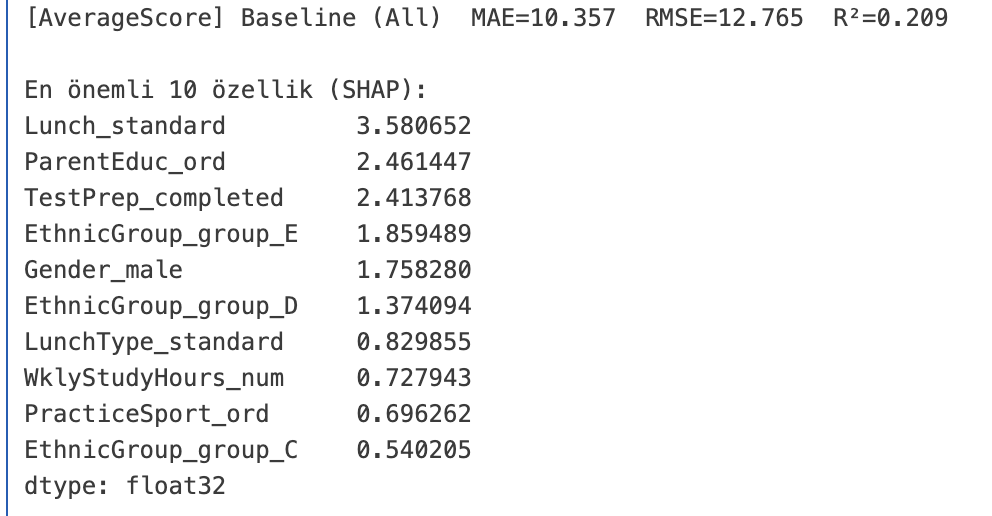 [AverageScore] Baseline (All)  MAE=10.357  RMSE=12.765  R²=0.209
En önemli 10 özellik (SHAP):
Lunch_standard         3.580652
ParentEduc_ord         2.461447
TestPrep_completed     2.413768
EthnicGroup_group_E    1.859489
Gender_male            1.758280
EthnicGroup_group_D    1.374094
LunchType_standard     0.829855
WklyStudyHours_num     0.727943
PracticeSport_ord      0.696262
EthnicGroup_group_C    0.540205
dtype: float32